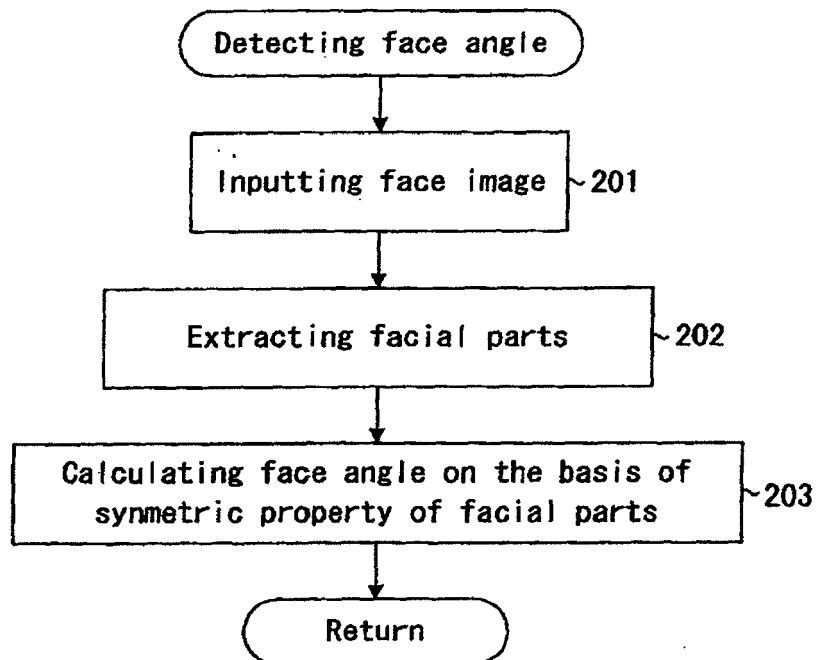 Detecting face angle
Inputting face image
201
Extracting facial parts
202
Calculating face angle on the basis of
synmetric property of facial parts
203
Return